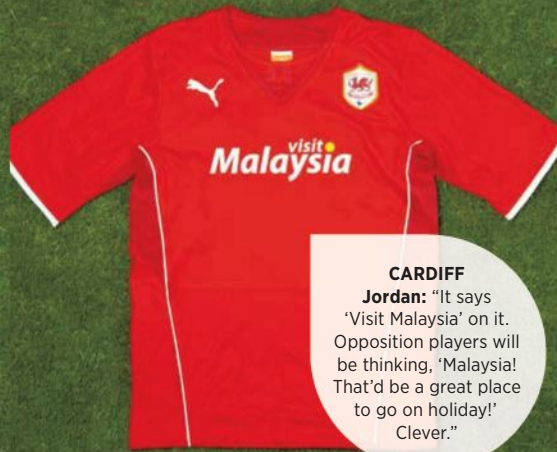 visit
Malaysia
CARDIFF
Jordan: “It says
‘Visit Malaysia’ on it.
Opposition players will
be thinking, ‘Malaysia!
That’d be a great place
to go on holiday!’
Clever.”